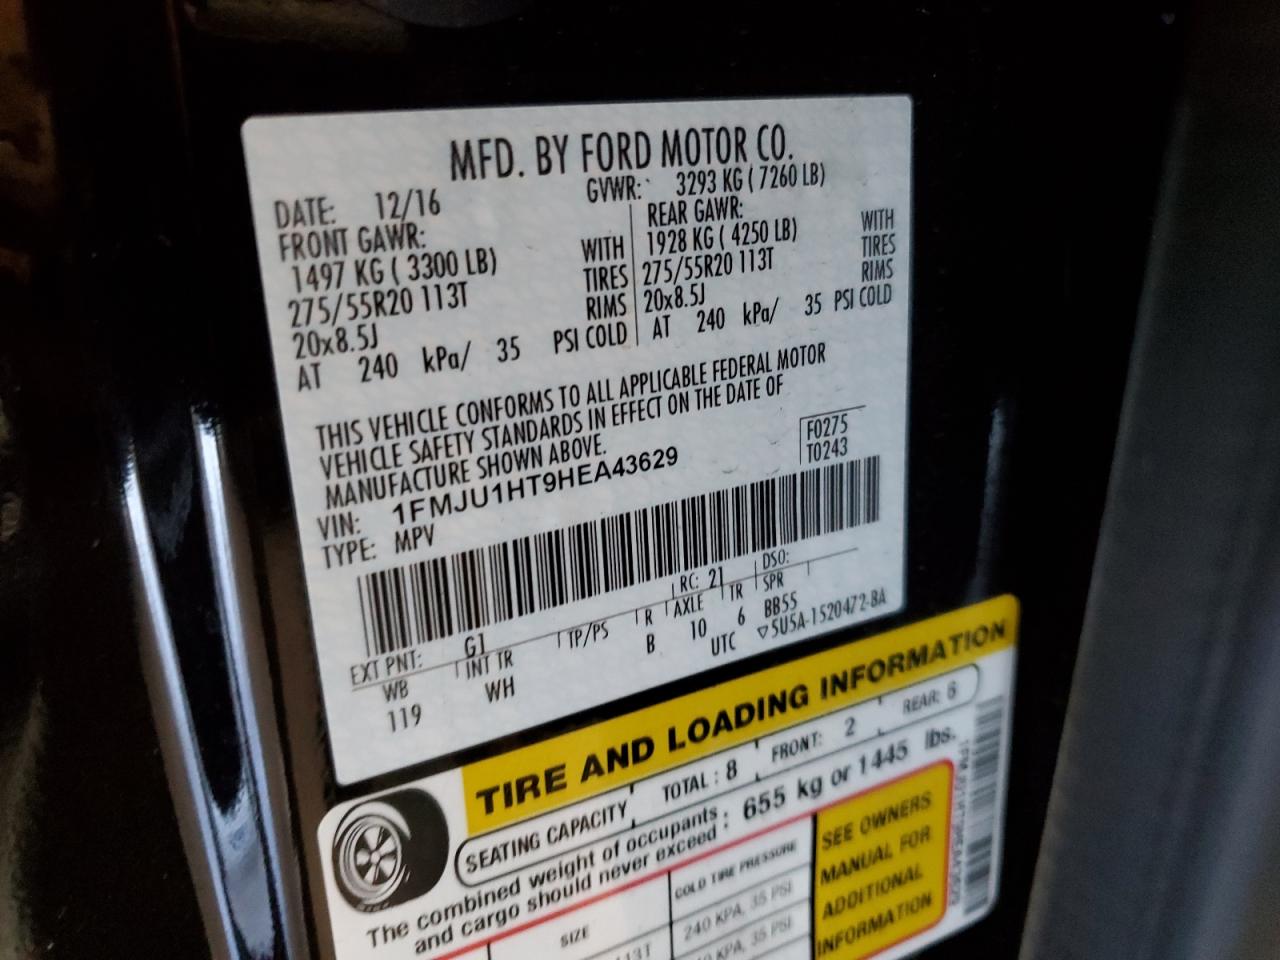 MFD. BY FORD MOTOR CO.
DATE: 12/16 GVWR: 3293 KG ( 7260 LB)
FRONT GAWR: REAR GAWR:
1497 KG ( 3300 LB) WITH 1928 KG ( 4250 LB) WITH
275/55R20 113T TIRES 275/55R20 113T TIRES
20x8.5J RIMS 20x8.5J RIMS
AT 240 kPa/ 35 PSI COLD AT 240 kPa/ 35 PSI COLD
THIS VEHICLE CONFORMS TO ALL APPLICABLE FEDERAL MOTOR
VEHICLE SAFETY STANDARDS IN EFFECT ON THE DATE OF
MANUFACTURE SHOWN ABOVE.
F0275
T0243
VIN: 1FMJU1HT9HEA43629
TYPE: MPV
EXT PNT: G1 RC: 21 DSO:
WB INT TR TP/PS R AXLE TR SPR
119 WH B 10 6 BB55
UTC ▽5U5A-1520472-BA
TIRE AND LOADING INFORMATION
SEATING CAPACITY TOTAL : 8 FRONT: 2 REAR: 6
The combined weight of occupants
and cargo should never exceed : 655 kg or 1445 lbs.
SIZE COLD TIRE PRESSURE
240 KPA, 35 PSI
KPA, 35 PSI
SEE OWNERS
MANUAL FOR
ADDITIONAL
INFORMATION